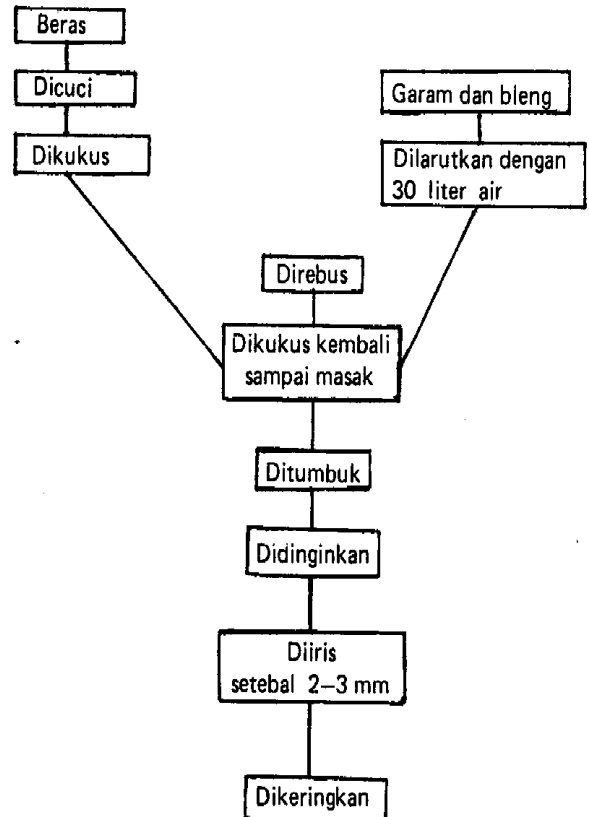 Beras
Dicuci
Dikukus
Garam dan bleng
Dilarutkan dengan
30 liter air
Direbus
Dikukus kembali
sampai masak
Ditumbuk
Didinginkan
Diiris
setebal 2–3 mm
Dikeringkan